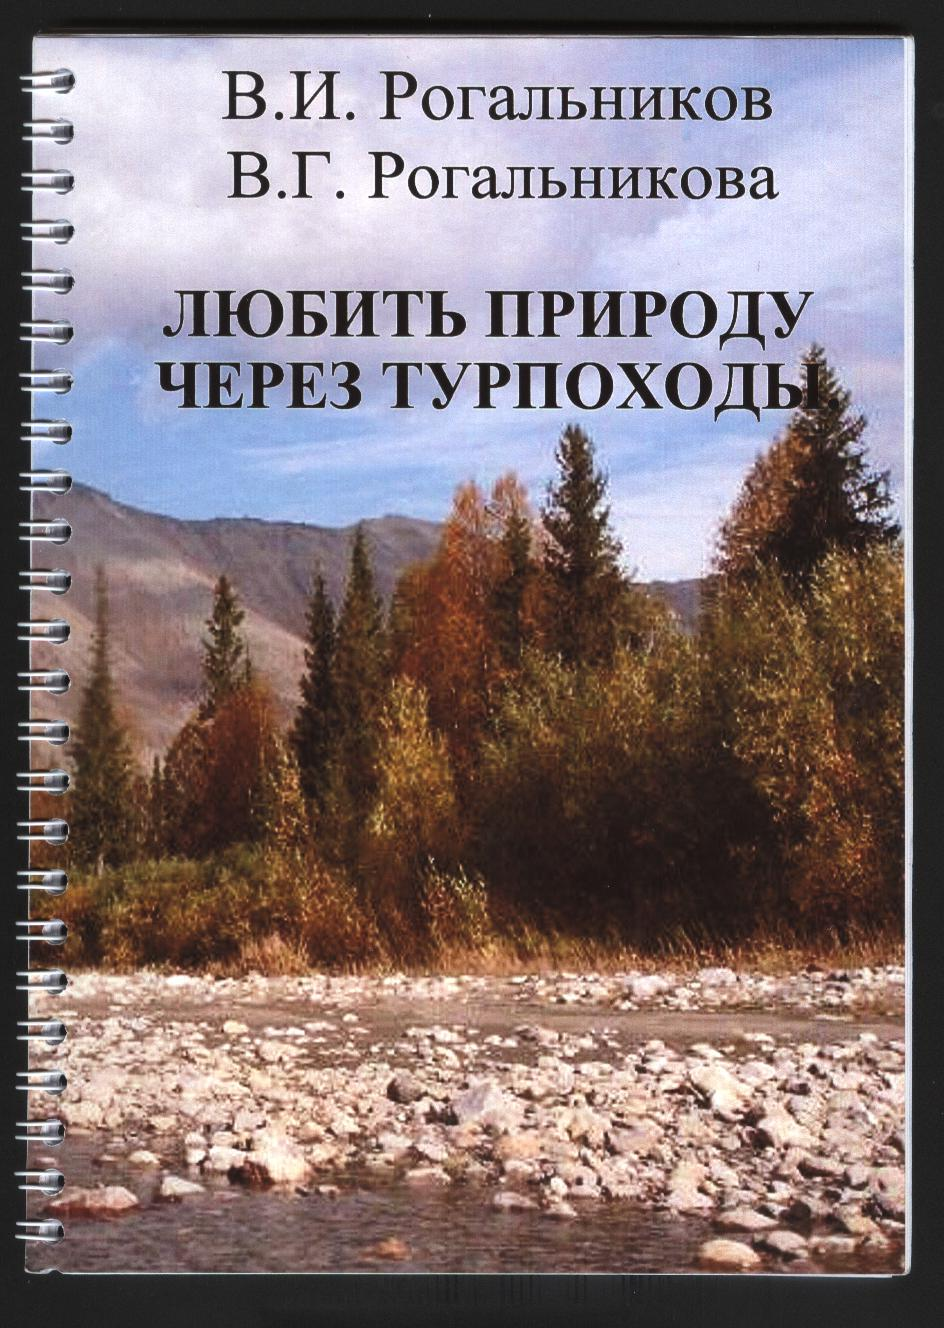 В.И. Рогальников
В.Г. Рогальникова
ЛЮБИТЬ ПРИРОДУ
ЧЕРЕЗ ТУРПОХОДЫ